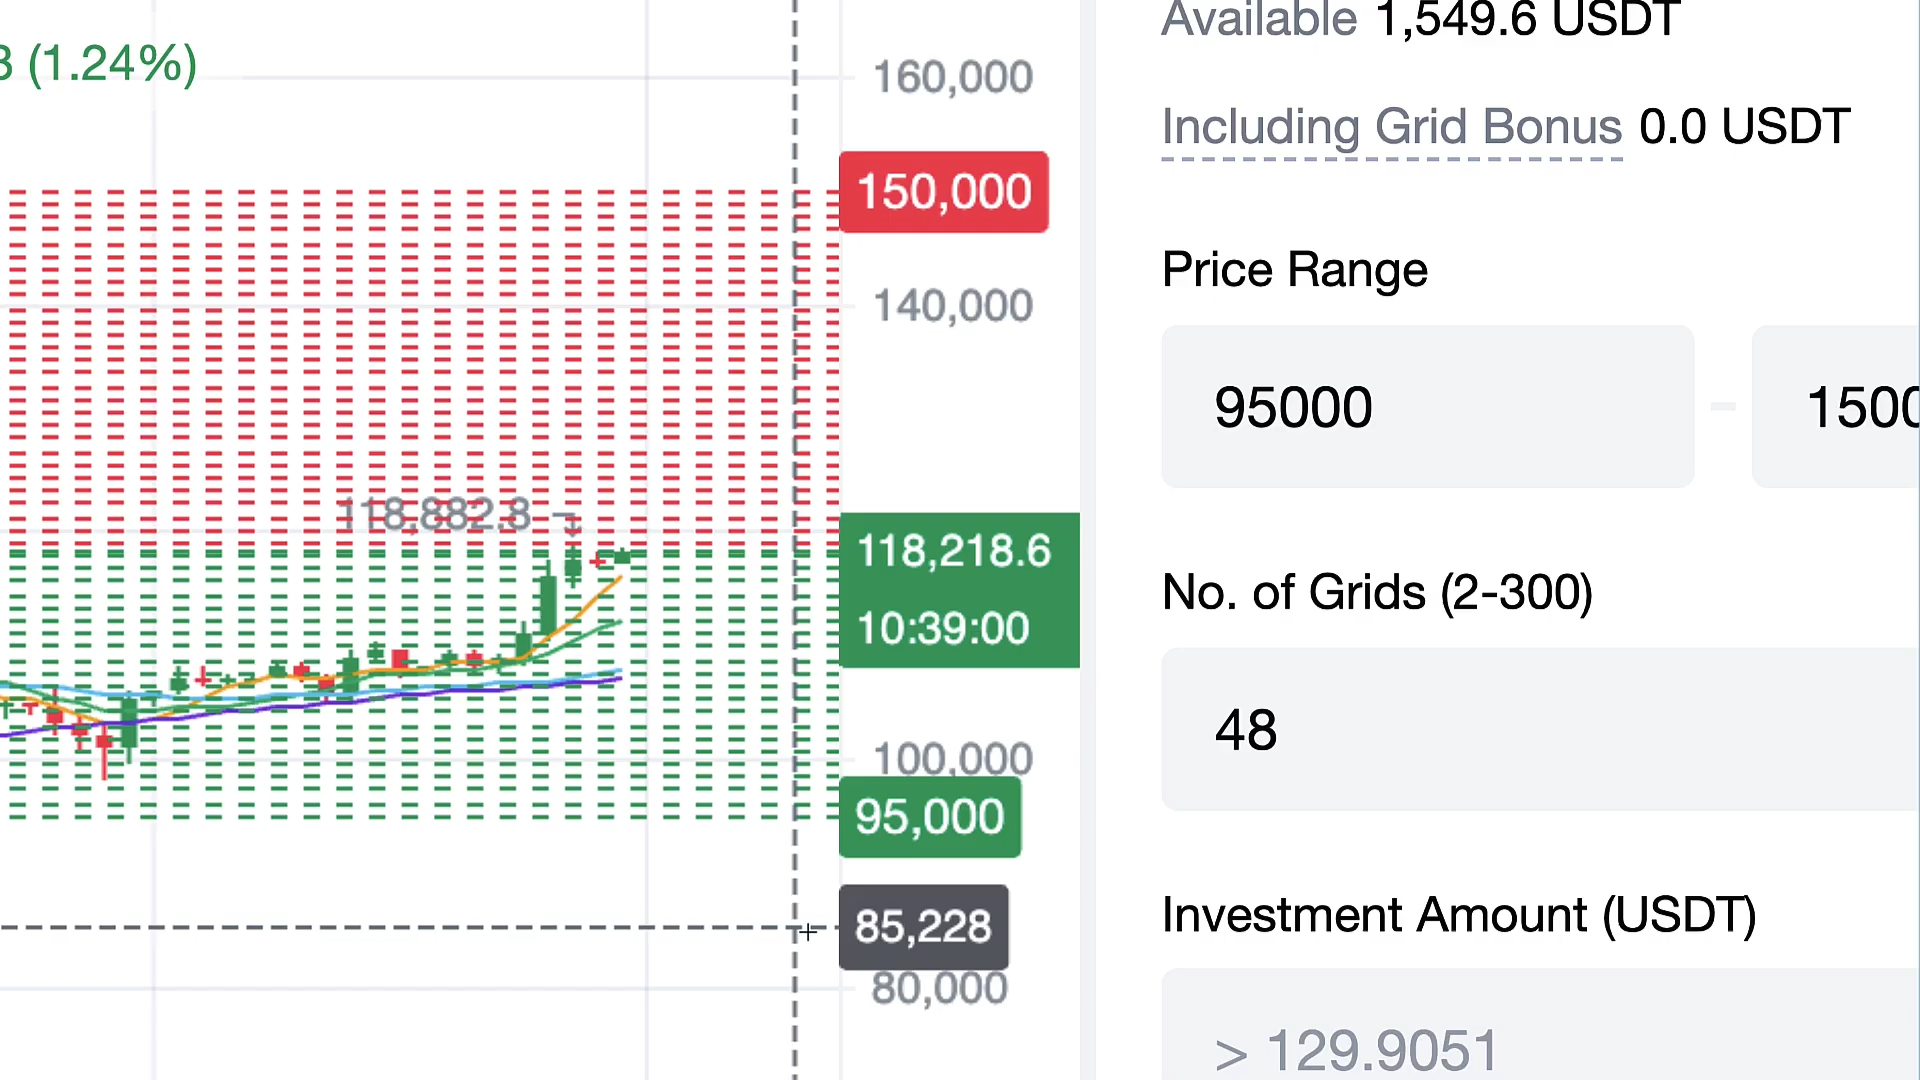 (1.24%)
160,000
150,000
140,000
118,882.8
118,218.6
10:39:00
100,000
95,000
85,228
80,000
Available 1,549.6 USDT
Including Grid Bonus 0.0 USDT
Price Range
95000 - 1500
No. of Grids (2-300)
48
Investment Amount (USDT)
> 129.9051